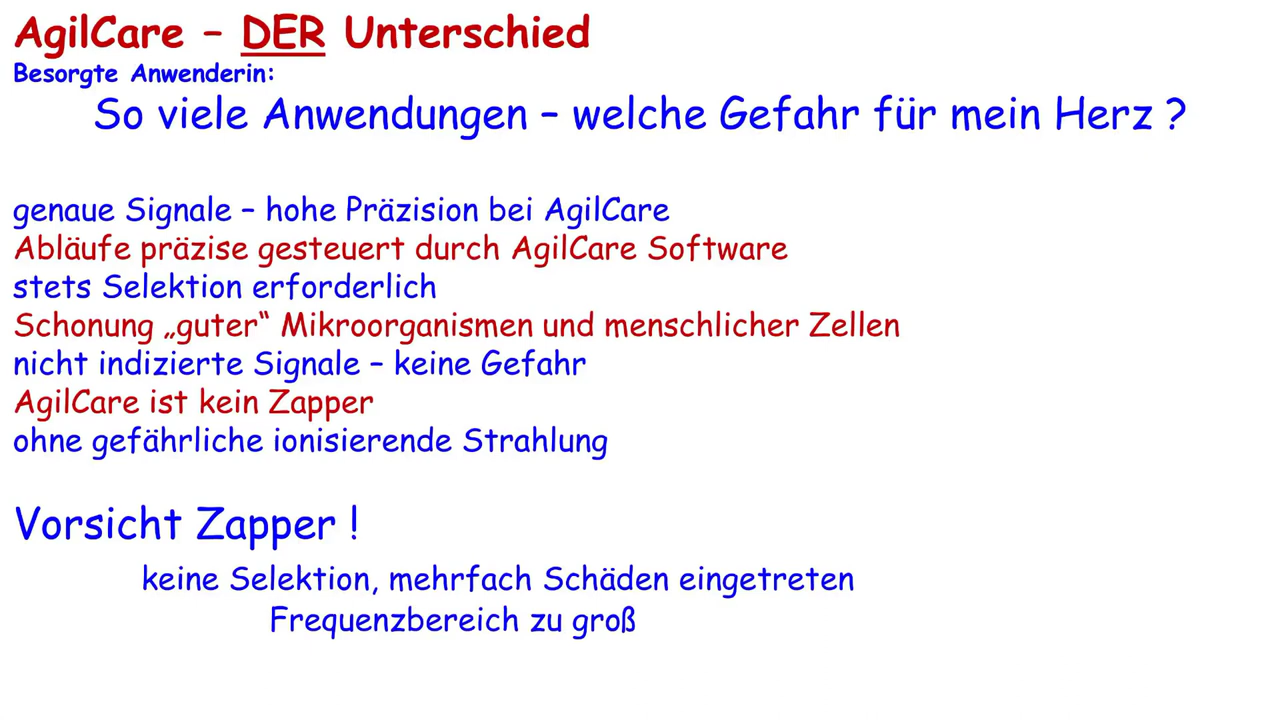 AgilCare – DER Unterschied
Besorgte Anwenderin:
So viele Anwendungen – welche Gefahr für mein Herz ?
genaue Signale – hohe Präzision bei AgilCare
Abläufe präzise gesteuert durch AgilCare Software
stets Selektion erforderlich
Schonung „guter“ Mikroorganismen und menschlicher Zellen
nicht indizierte Signale – keine Gefahr
AgilCare ist kein Zapper
ohne gefährliche ionisierende Strahlung
Vorsicht Zapper !
keine Selektion, mehrfach Schäden eingetreten
Frequenzbereich zu groß